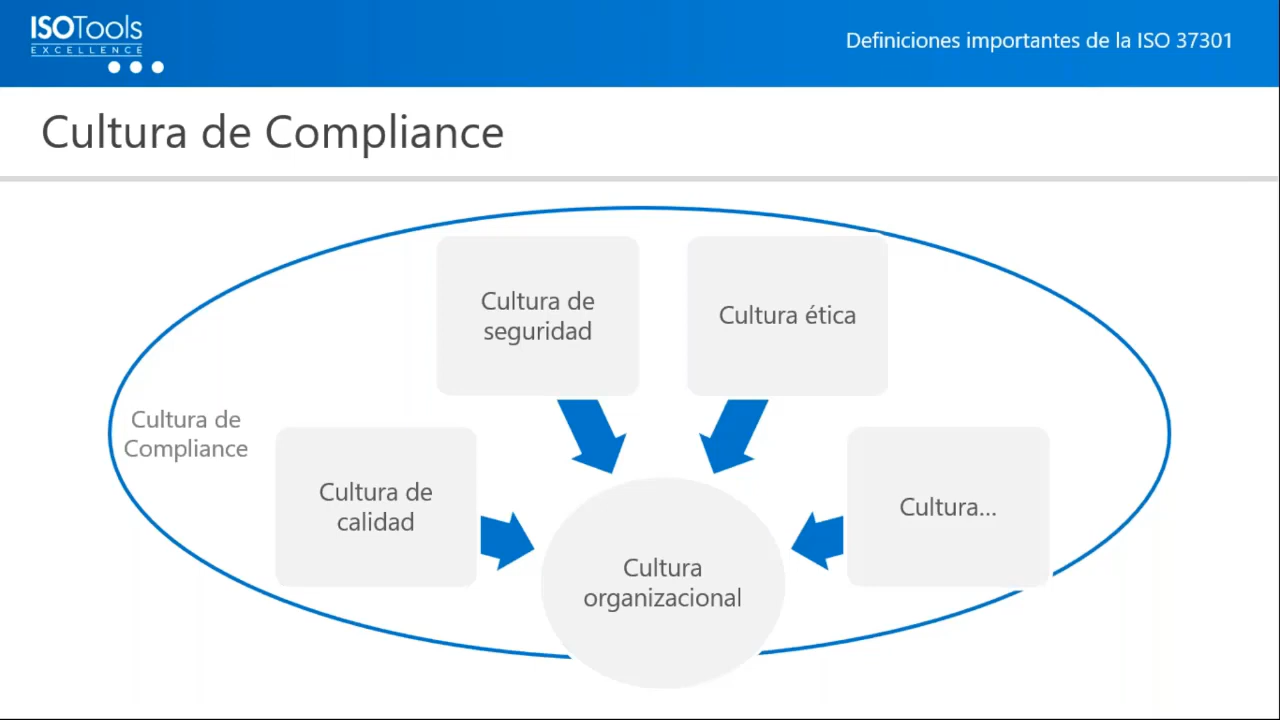 ISOTools
EXCELLENCE
Definiciones importantes de la ISO 37301
Cultura de Compliance
Cultura de
seguridad
Cultura ética
Cultura de
Compliance
Cultura de
calidad
Cultura...
Cultura
organizacional